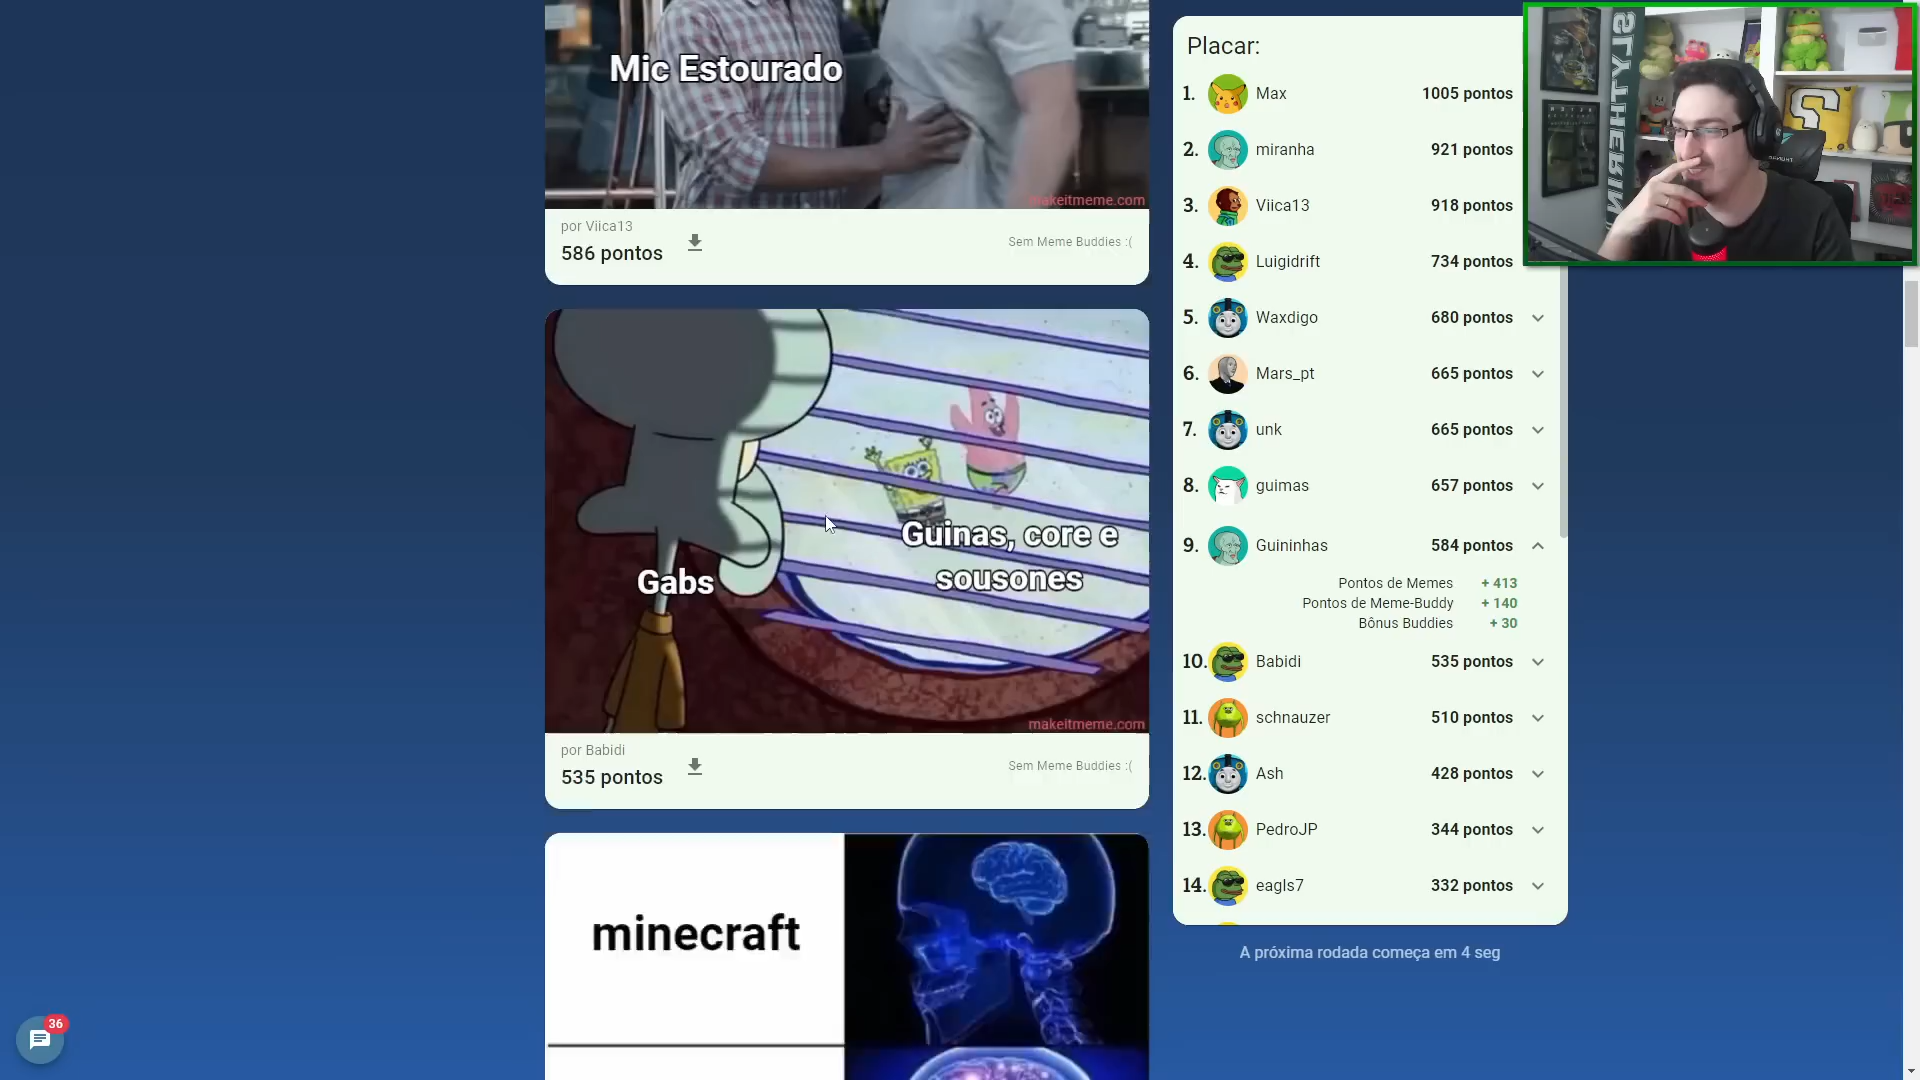 Mic Estourado
makeitmeme.com
por Viica13
586 pontos
Sem Meme Buddies :(
Guinas, core e
sousones
Gabs
makeitmeme.com
por Babidi
535 pontos
Sem Meme Buddies :(
minecraft
36
Placar:
1. Max 1005 pontos
2. miranha 921 pontos
3. Viica13 918 pontos
4. Luigidrift 734 pontos
5. Waxdigo 680 pontos
6. Mars_pt 665 pontos
7. unk 665 pontos
8. guimas 657 pontos
9. Guininhas 584 pontos
Pontos de Memes + 413
Pontos de Meme-Buddy + 140
Bônus Buddies + 30
10. Babidi 535 pontos
11. schnauzer 510 pontos
12. Ash 428 pontos
13. PedroJP 344 pontos
14. eagls7 332 pontos
A próxima rodada começa em 4 seg
SLYTHERIN